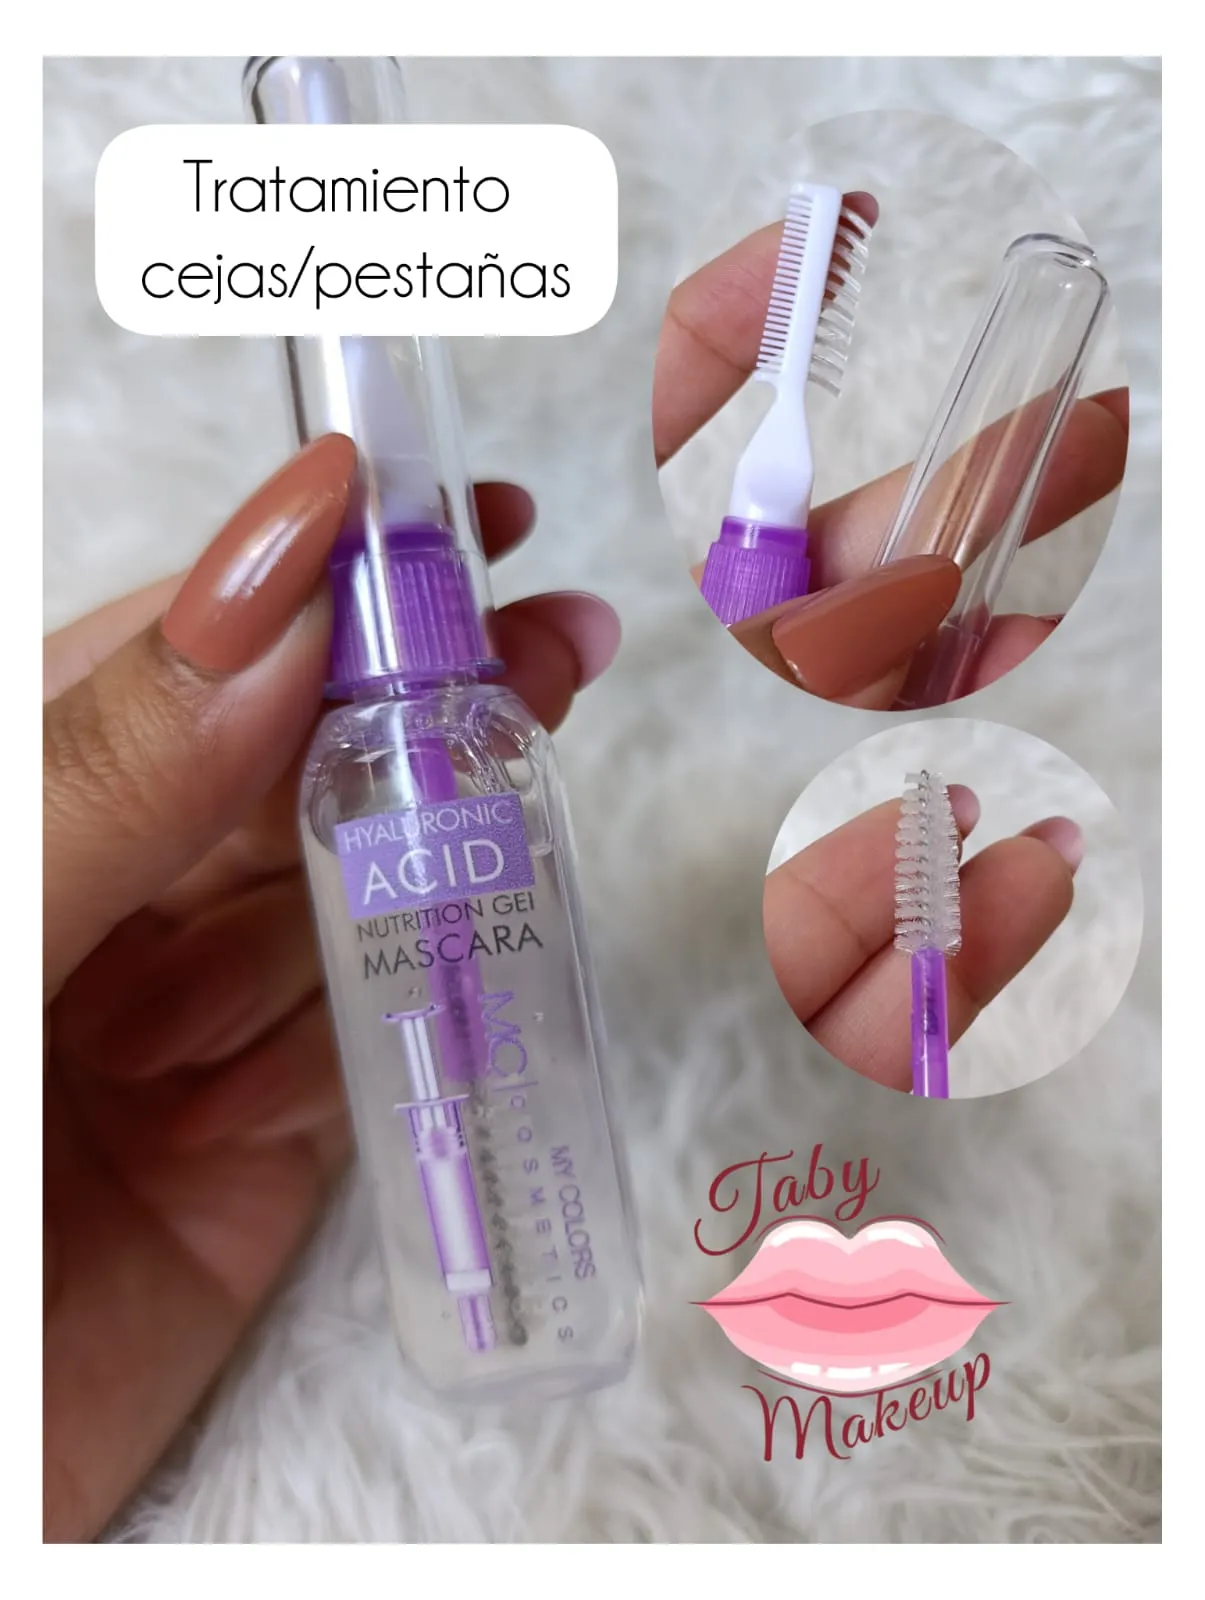 Tratamiento
cejas/pestañas
HYALURONIC
ACID
NUTRITION GEl
MASCARA
MC COSMETICS
MY COLORS
Taby
Makeup